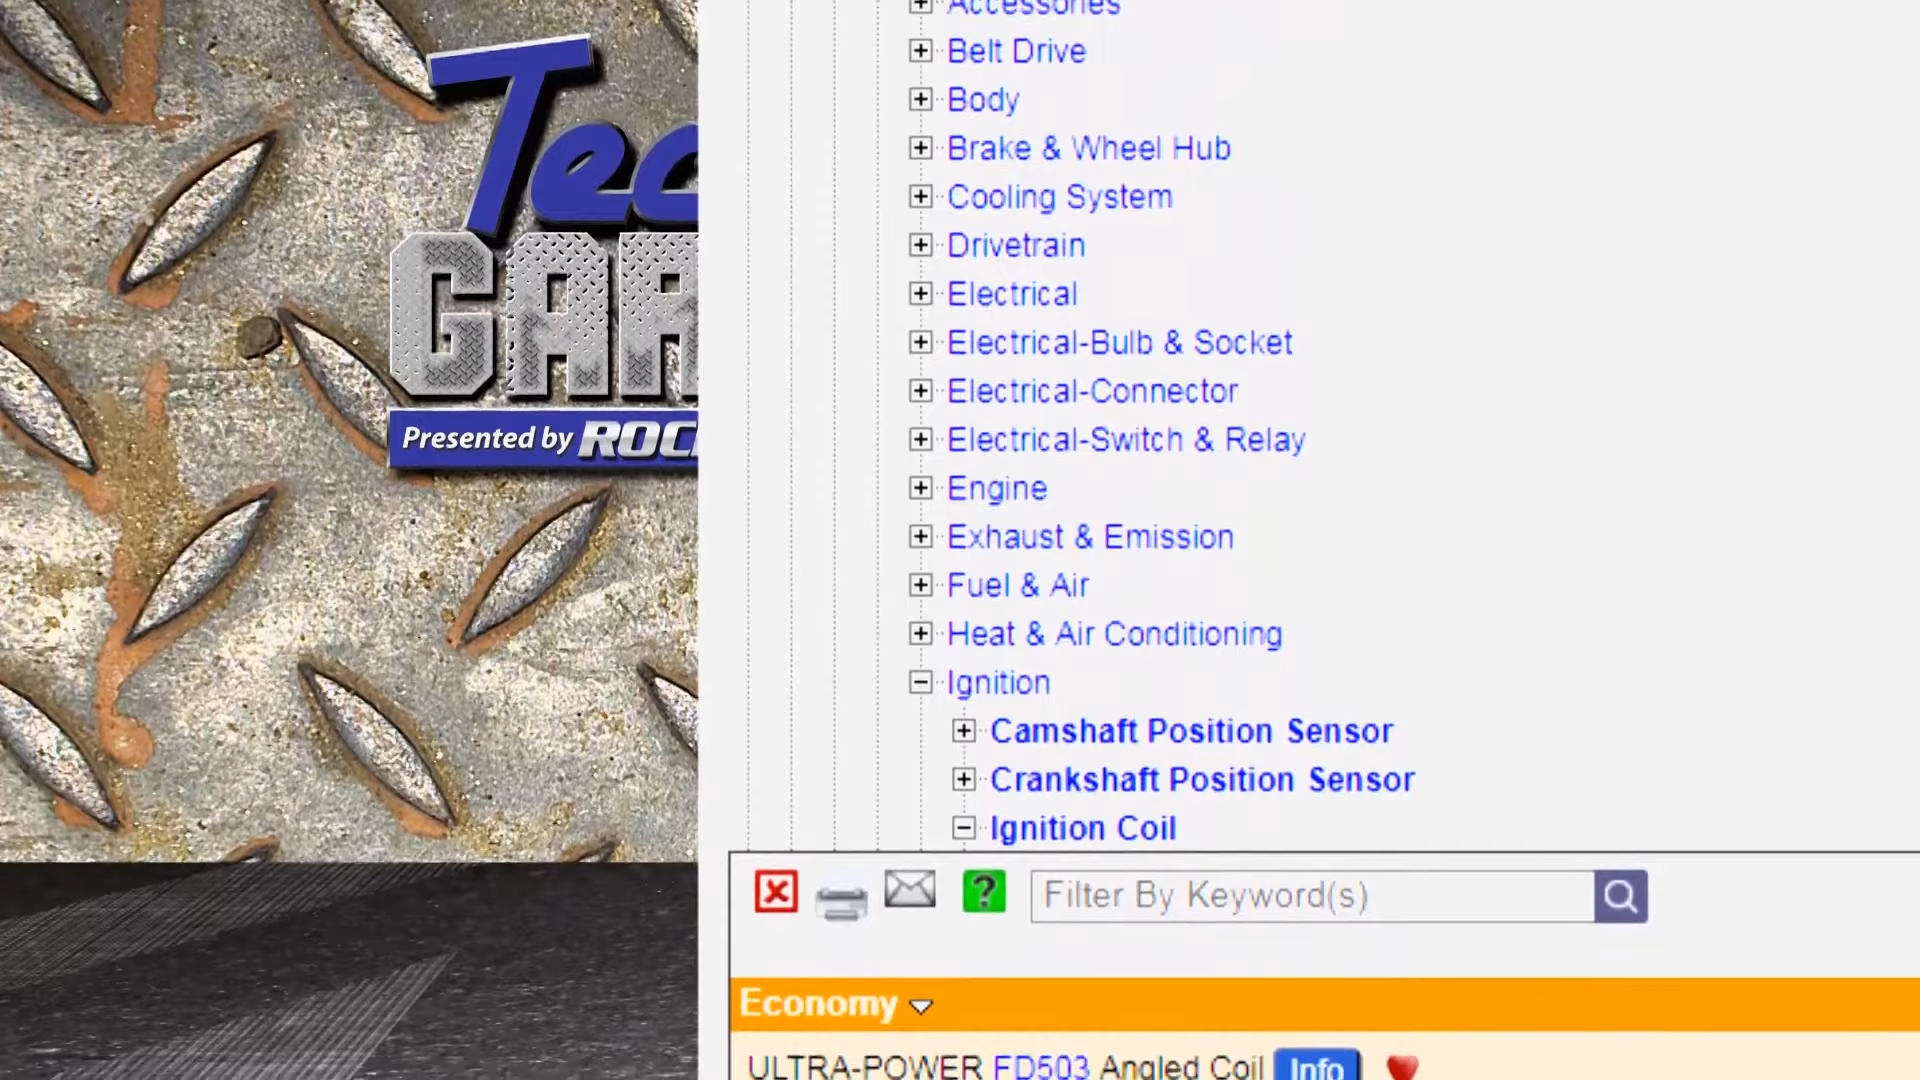 Presented by
Accessories
Belt Drive
Body
Brake & Wheel Hub
Cooling System
Drivetrain
Electrical
Electrical-Bulb & Socket
Electrical-Connector
Electrical-Switch & Relay
Engine
Exhaust & Emission
Fuel & Air
Heat & Air Conditioning
Ignition
Camshaft Position Sensor
Crankshaft Position Sensor
Ignition Coil
? Filter By Keyword(s)
Economy
ULTRA-POWER FD503 Angled Coil Info